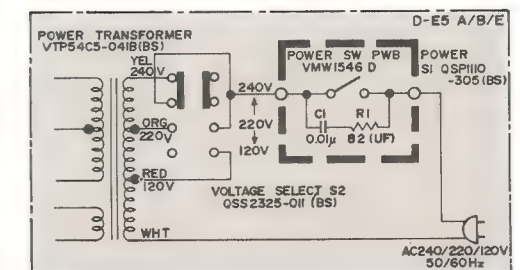 D-E5 A/B/E
POWER TRANSFORMER
VTP54C5-041B(BS)
YEL
240V
ORG
220V
RED
120V
WHT
240V
220V
120V
VOLTAGE SELECT S2
QSS2325-011 (BS)
POWER SW PWB
VMW1546 D
C1
0.01μ
R1
82 (UF)
POWER
S1 QSP1110
-305(BS)
AC240/220/120V
50/60Hz